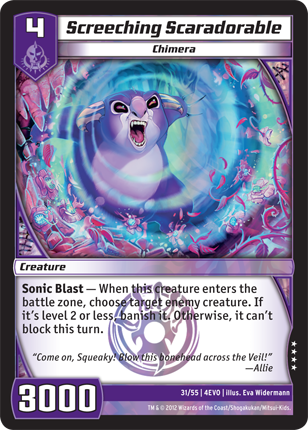 4
Screeching Scaradorable
Chimera
Creature
Sonic Blast — When this creature enters the
battle zone, choose target enemy creature. If
it's level 2 or less, banish it. Otherwise, it can't
block this turn.
"Come on, Squeaky! Blow this bonehead across the Veil!"
—Allie
3000
31/55 | 4EVO | illus. Eva Widermann
TM & © 2012 Wizards of the Coast/Shogakukan/Mitsui-Kids.